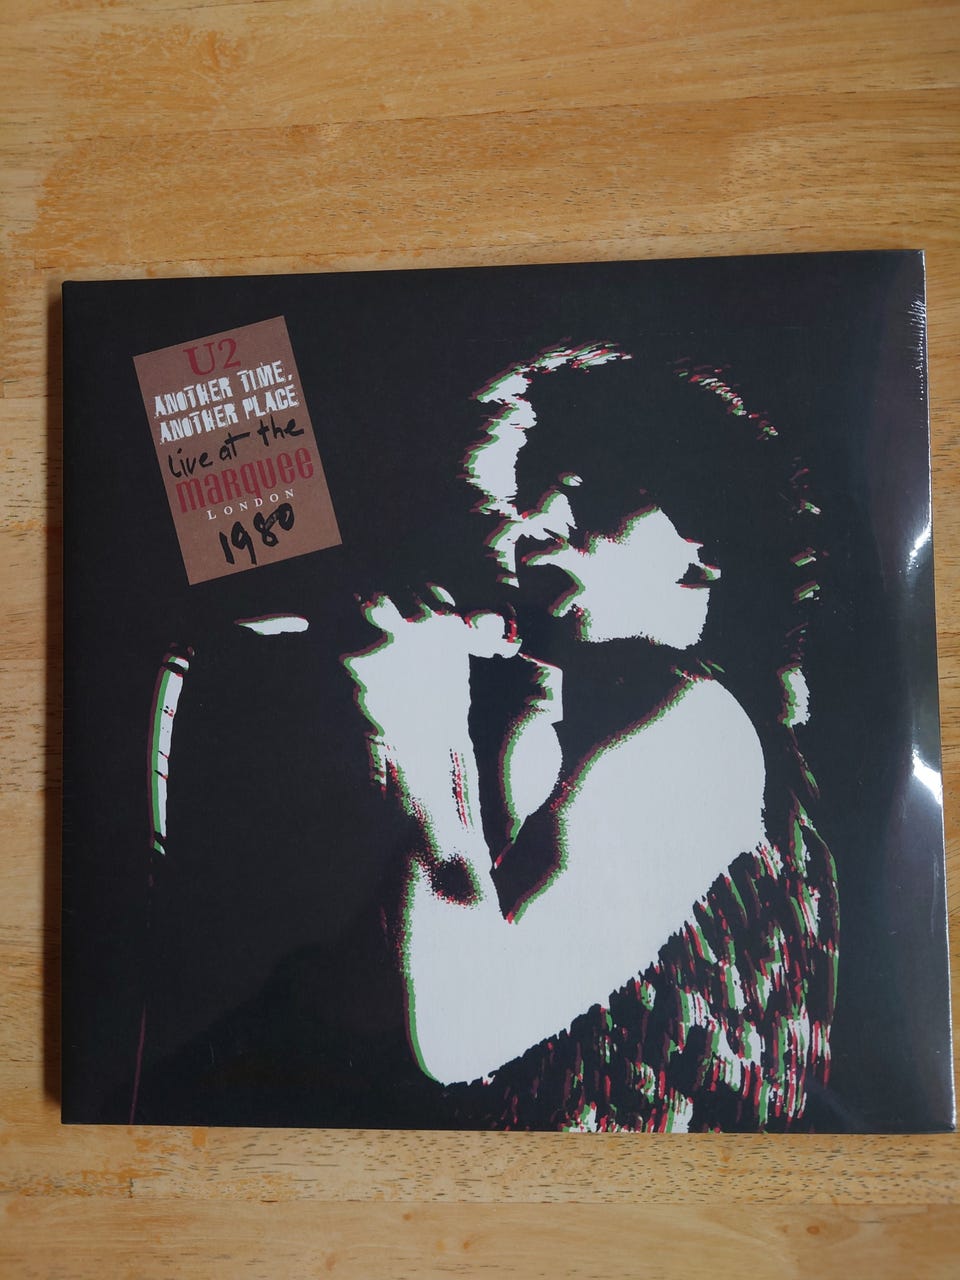 U2
ANOTHER TIME,
ANOTHER PLACE
Live at the
MARQUEE
LONDON
1980